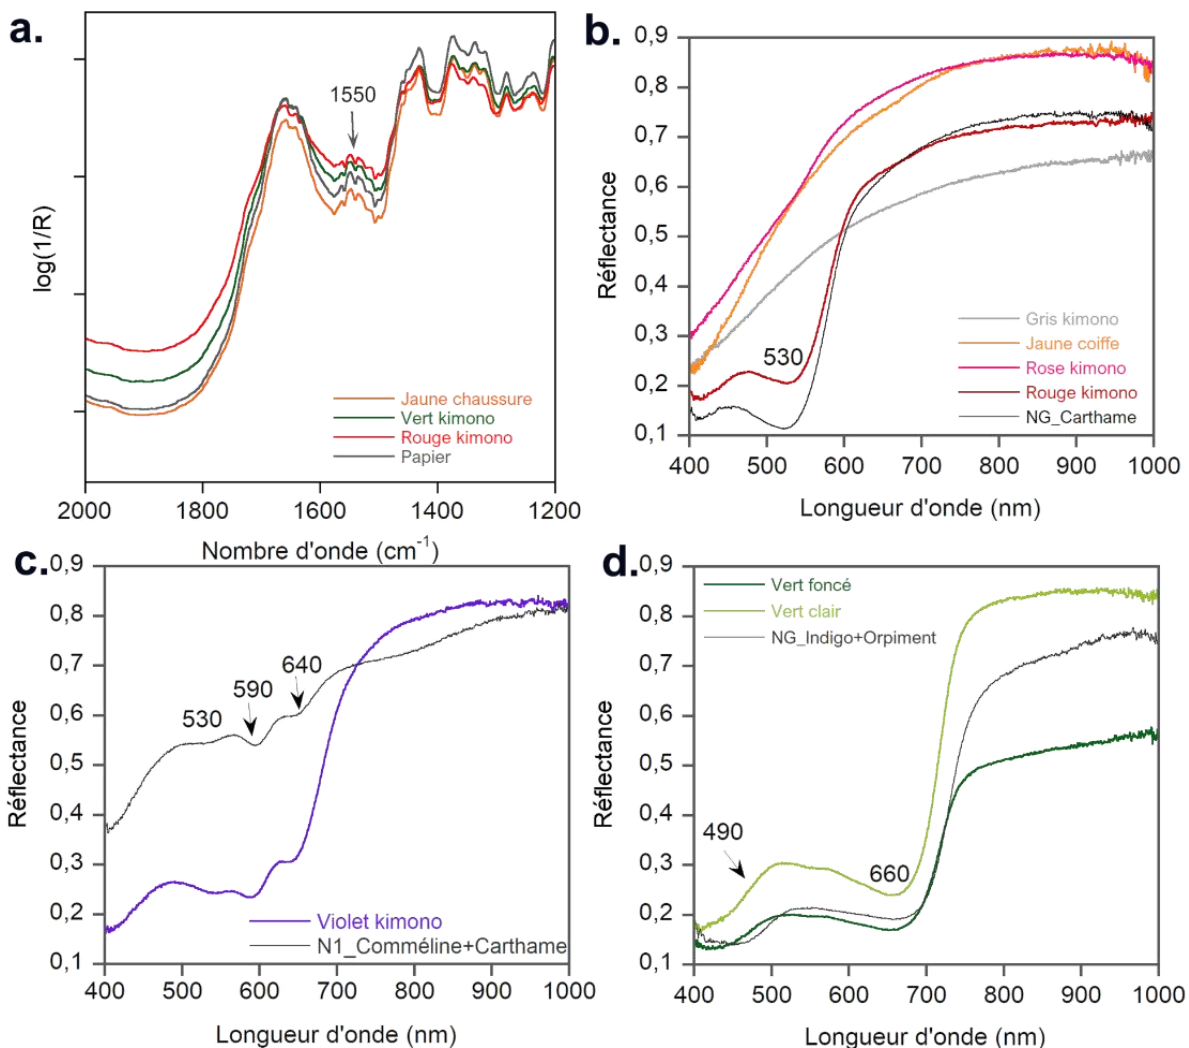 a.
1550
log(1/R)
Jaune chaussure
Vert kimono
Rouge kimono
Papier
2000 1800 1600 1400 1200
Nombre d'onde (cm-1)
b.
0,9
0,8
0,7
0,6
0,5
0,4
0,3
0,2
0,1
Réflectance
530
Gris kimono
Jaune coiffe
Rose kimono
Rouge kimono
NG_Carthame
400 500 600 700 800 900 1000
Longueur d'onde (nm)
c.
0,9
0,8
0,7
0,6
0,5
0,4
0,3
0,2
0,1
Réflectance
530
590
640
Violet kimono
N1_Comméline+Carthame
400 500 600 700 800 900 1000
Longueur d'onde (nm)
d.
0,9
0,8
0,7
0,6
0,5
0,4
0,3
0,2
0,1
Réflectance
Vert foncé
Vert clair
NG_Indigo+Orpiment
490
660
400 500 600 700 800 900 1000
Longueur d'onde (nm)